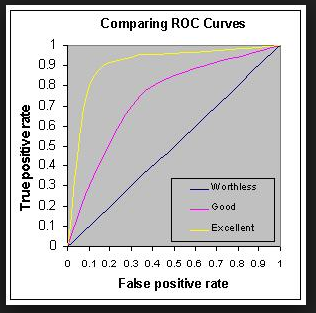 Comparing ROC Curves
True positive rate
1
0.9
0.8
0.7
0.6
0.5
0.4
0.3
0.2
0.1
0
0 0.1 0.2 0.3 0.4 0.5 0.6 0.7 0.8 0.9 1
False positive rate
Worthless
Good
Excellent